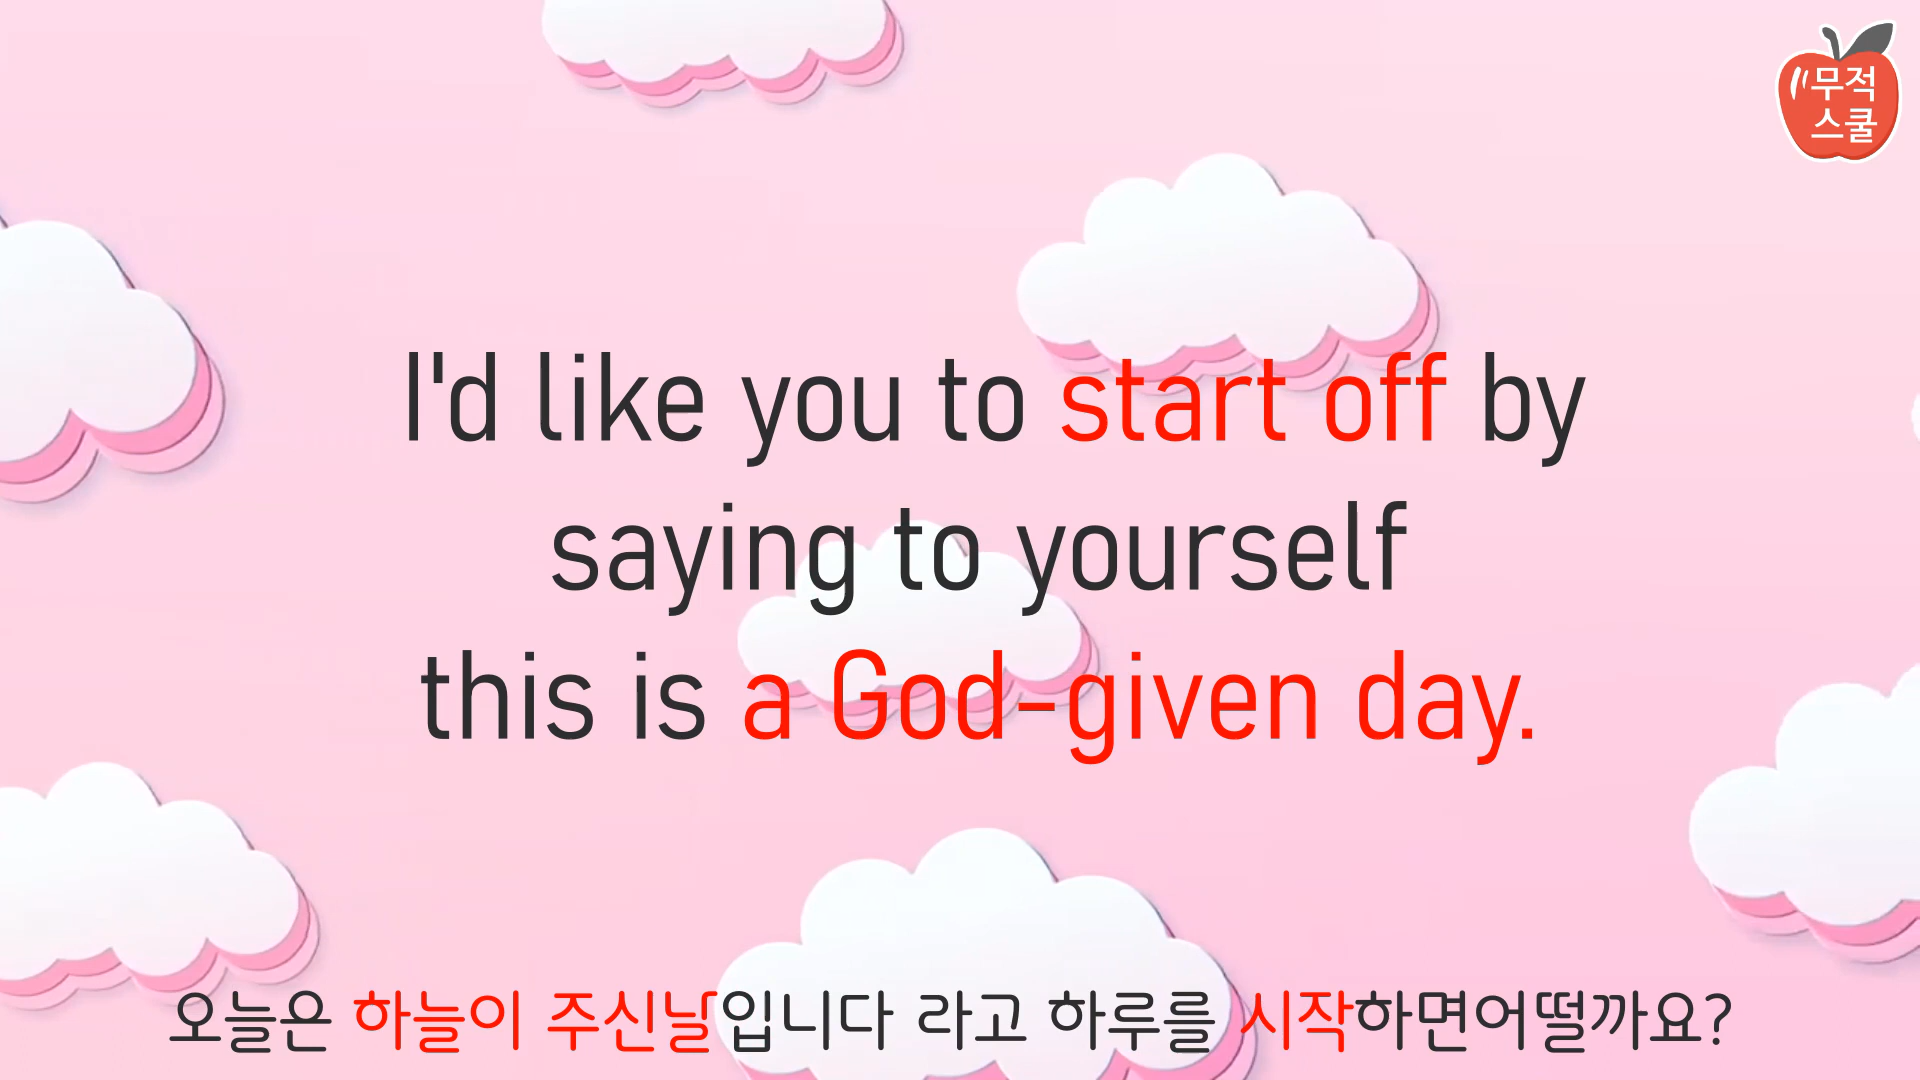 무적
스쿨
I'd like you to start off by
saying to yourself
this is a God-given day.
오늘은 하늘이 주신날입니다 라고 하루를 시작하면어떨까요?